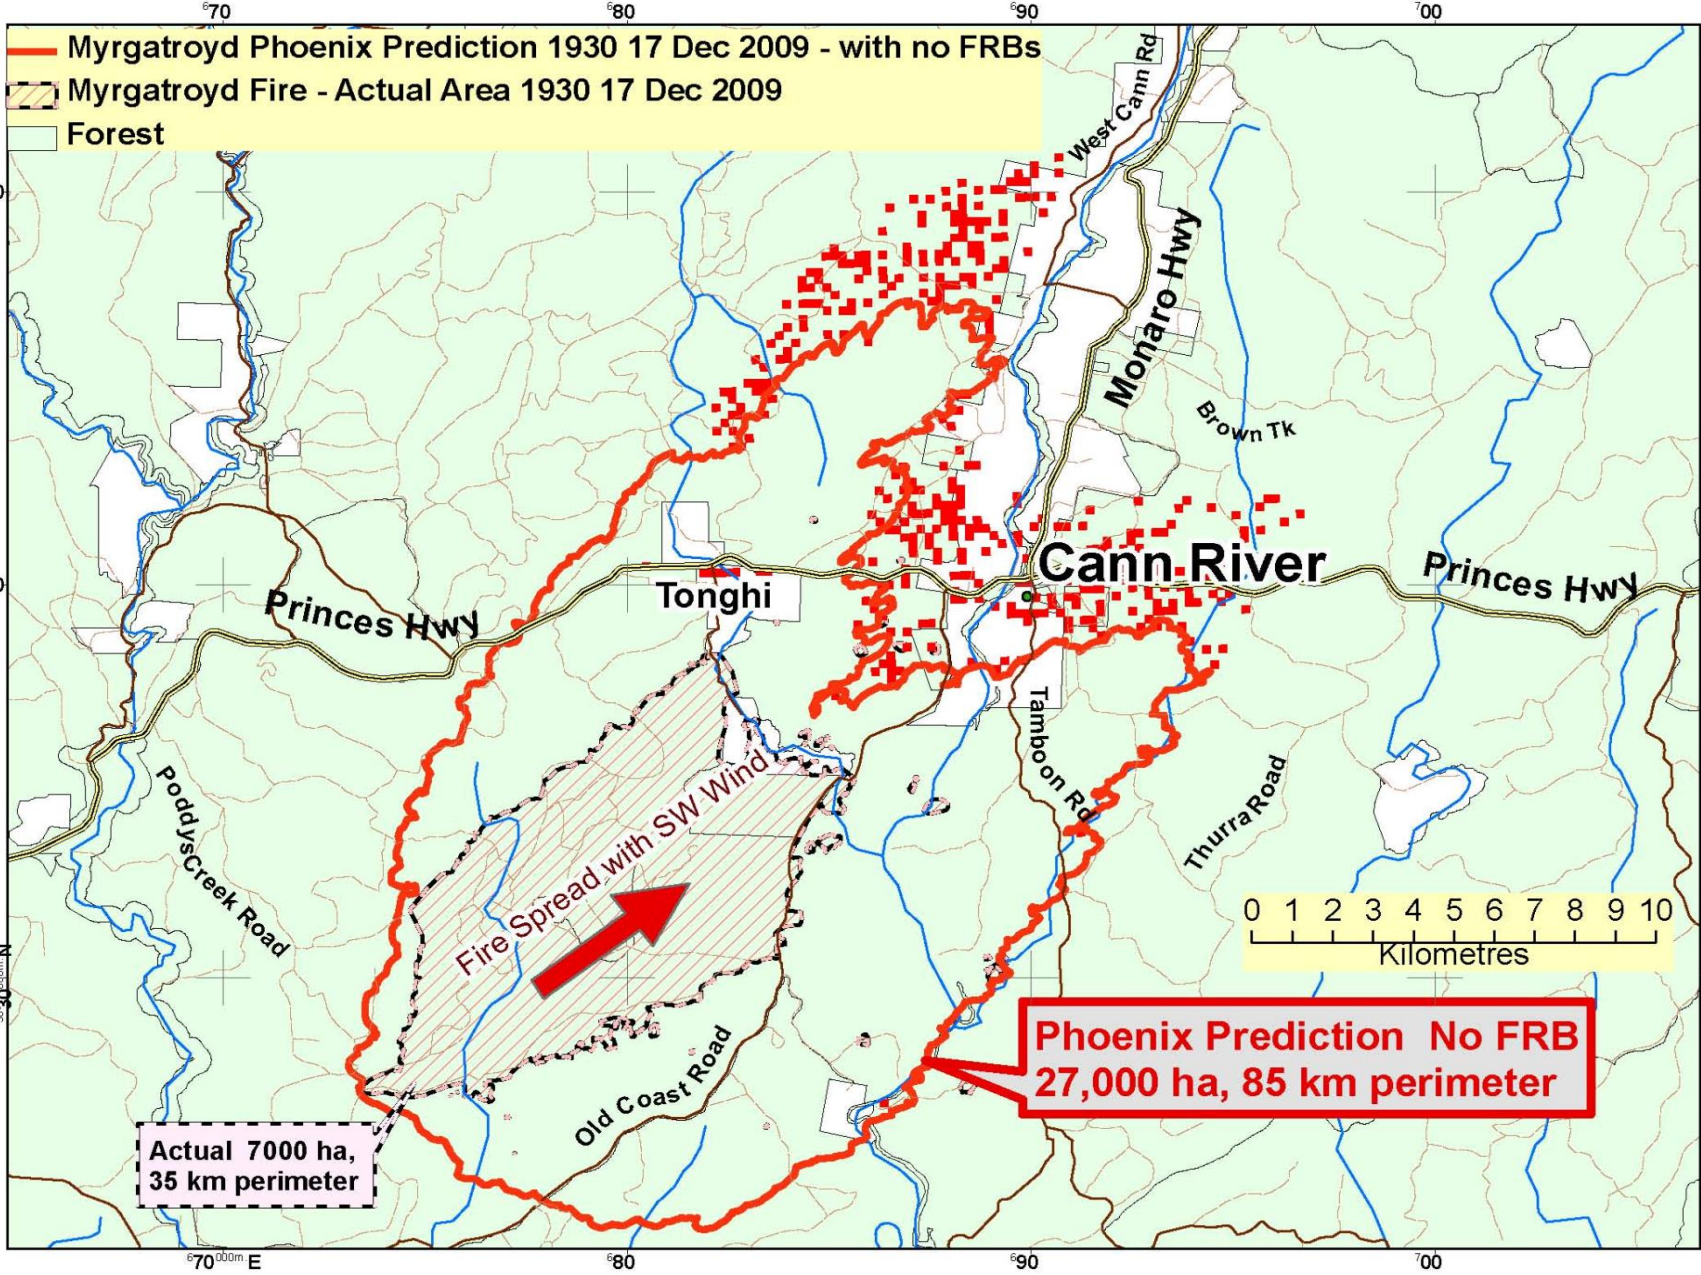 670
680
690
700
Myrgatroyd Phoenix Prediction 1930 17 Dec 2009 - with no FRBs
Myrgatroyd Fire - Actual Area 1930 17 Dec 2009
Forest
West Cann Rd
Monaro Hwy
Brown Tk
Cann River
Princes Hwy
Tonghi
Princes Hwy
Tamboon Rd
Thurra Road
Poddys Creek Road
Fire Spread with SW Wind
0 1 2 3 4 5 6 7 8 9 10
Kilometres
Old Coast Road
Phoenix Prediction No FRB
27,000 ha, 85 km perimeter
Actual 7000 ha,
35 km perimeter
670 000m E
680
690
700